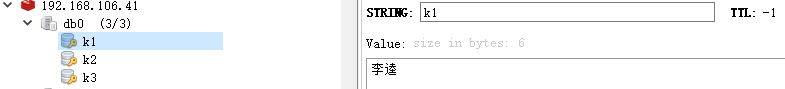 192.168.106.41
db0 (3/3)
k1
k2
k3
STRING: k1 TTL: -1
Value: size in bytes: 6
李逵